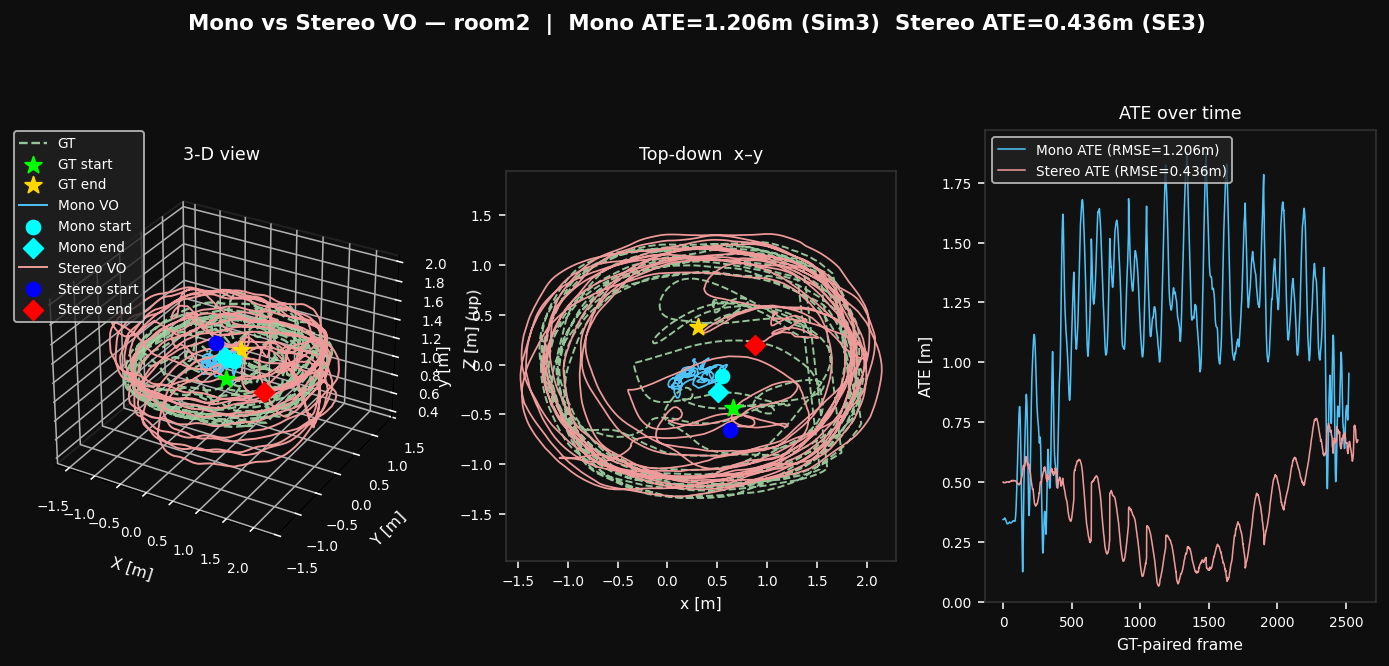 Mono vs Stereo VO — room2  |  Mono ATE=1.206m (Sim3)  Stereo ATE=0.436m (SE3)
GT
GT start
GT end
Mono VO
Mono start
Mono end
Stereo VO
Stereo start
Stereo end
3-D view
2.0
1.8
1.6
1.4
1.2
1.0
0.8
0.6
0.4
Z [m] (up)
1.5
1.0
0.5
0.0
−0.5
−1.0
−1.5
Y [m]
−1.5
−1.0
−0.5
0.0
0.5
1.0
1.5
2.0
X [m]
Top-down  x–y
1.5
1.0
0.5
0.0
−0.5
−1.0
−1.5
y [m]
−1.5
−1.0
−0.5
0.0
0.5
1.0
1.5
2.0
x [m]
ATE over time
Mono ATE (RMSE=1.206m)
Stereo ATE (RMSE=0.436m)
1.75
1.50
1.25
1.00
0.75
0.50
0.25
0.00
ATE [m]
0
500
1000
1500
2000
2500
GT-paired frame